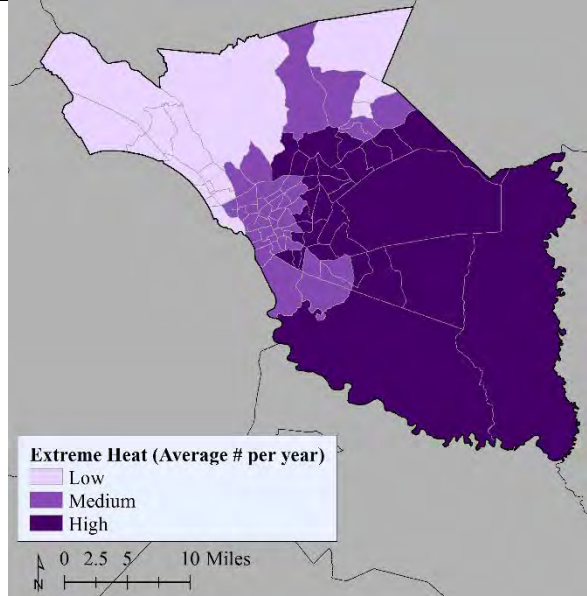 Extreme Heat (Average # per year)
Low
Medium
High
N
0 2.5 5 10 Miles